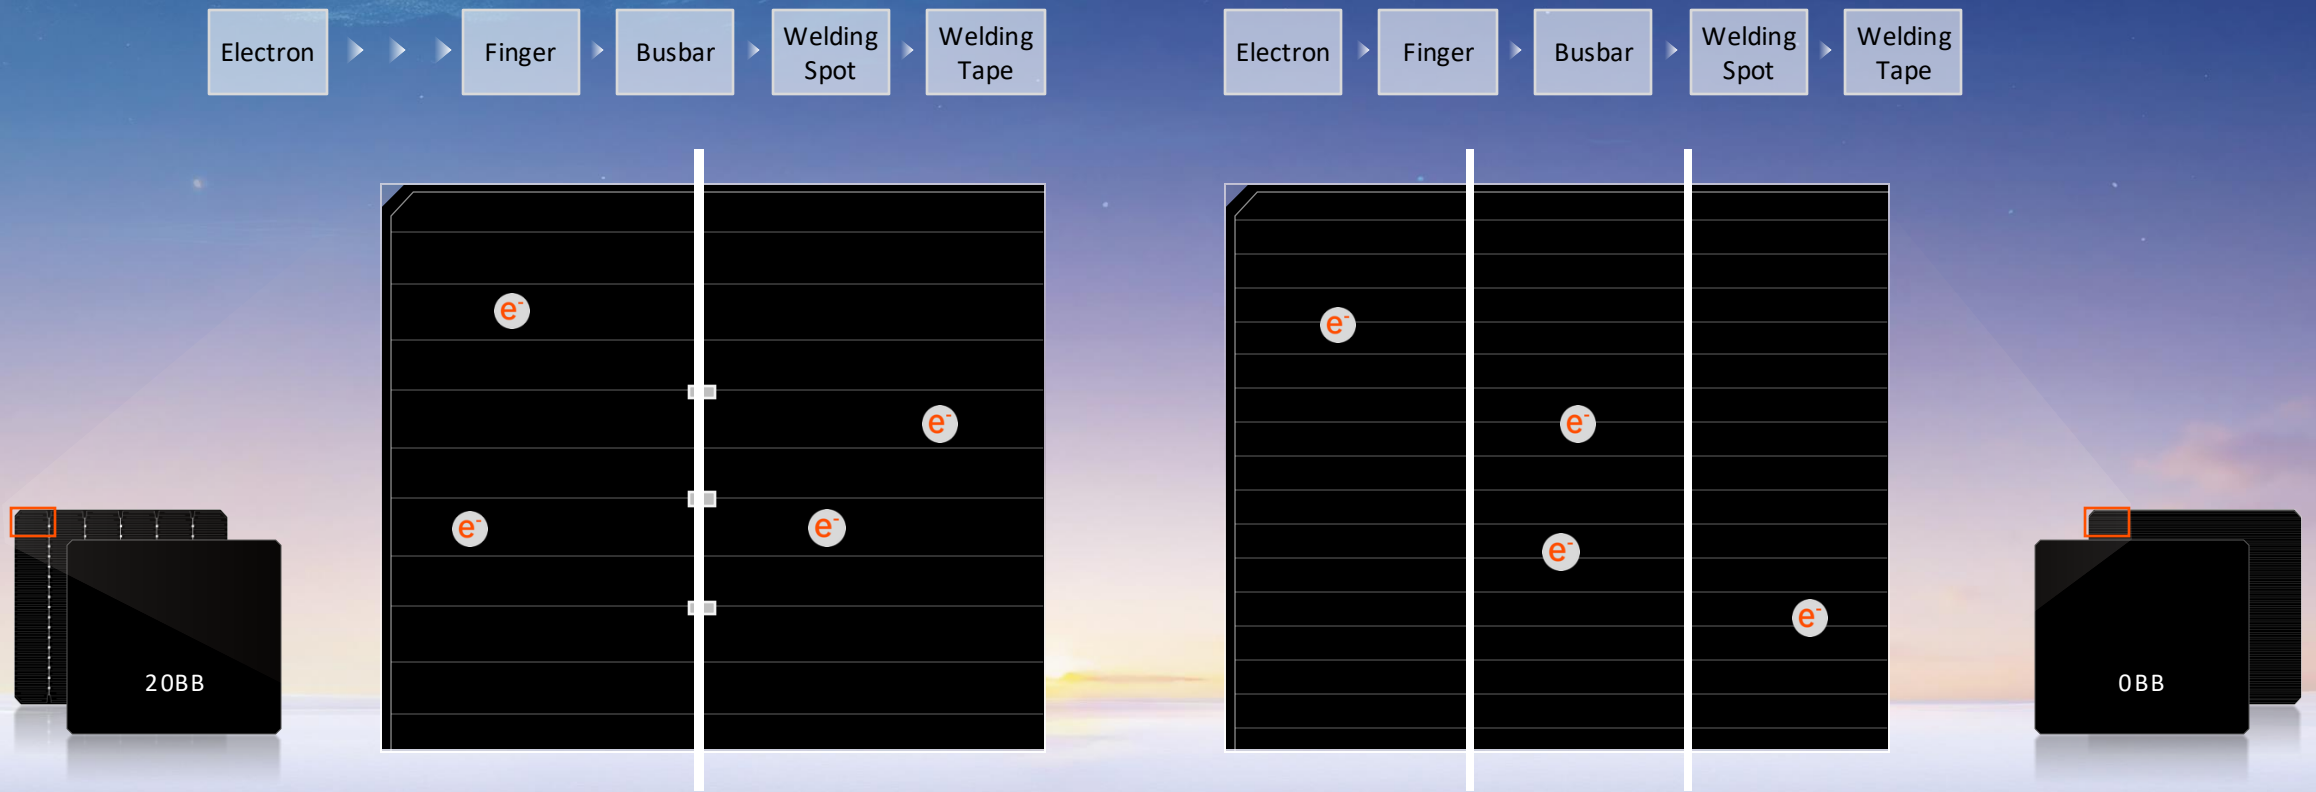 Electron
Finger
Busbar
Welding
Spot
Welding
Tape
Electron
Finger
Busbar
Welding
Spot
Welding
Tape
e⁻
e⁻
e⁻
e⁻
e⁻
e⁻
e⁻
e⁻
20BB
0BB